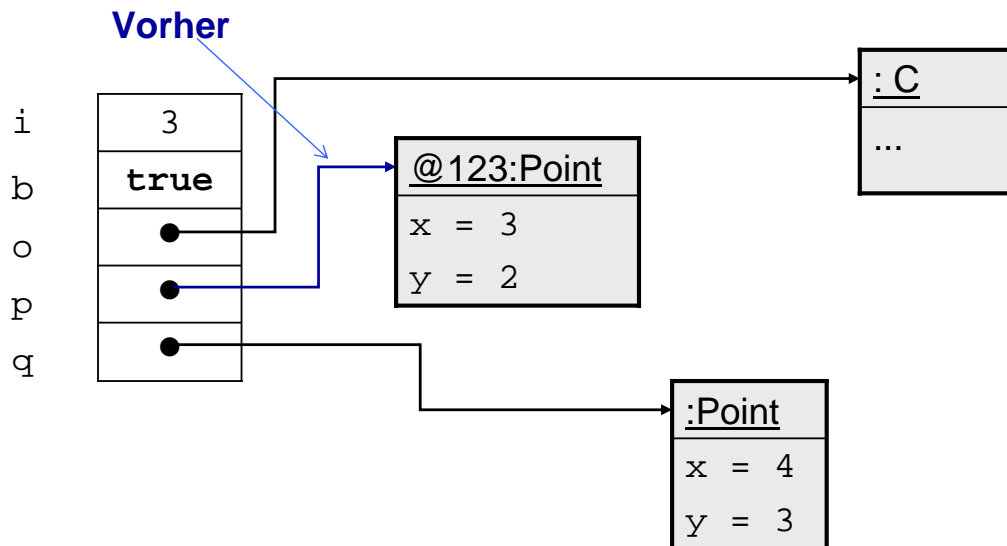 Vorher
: C
...
i
3
b
true
o
p
q
@123:Point
x = 3
y = 2
:Point
x = 4
y = 3